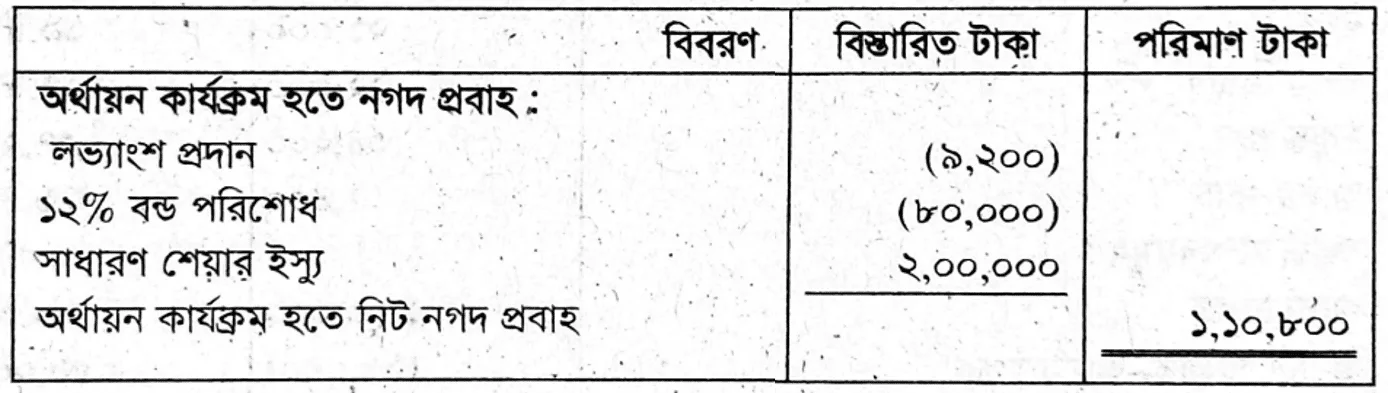 বিবরণ বিস্তারিত টাকা পরিমাণ টাকা
অর্থায়ন কার্যক্রম হতে নগদ প্রবাহ :
লভ্যাংশ প্রদান (৯,২০০)
১২% বন্ড পরিশোধ (৮০,০০০)
সাধারণ শেয়ার ইস্যু ২,০০,০০০
অর্থায়ন কার্যক্রম হতে নিট নগদ প্রবাহ ১,১০,৮০০